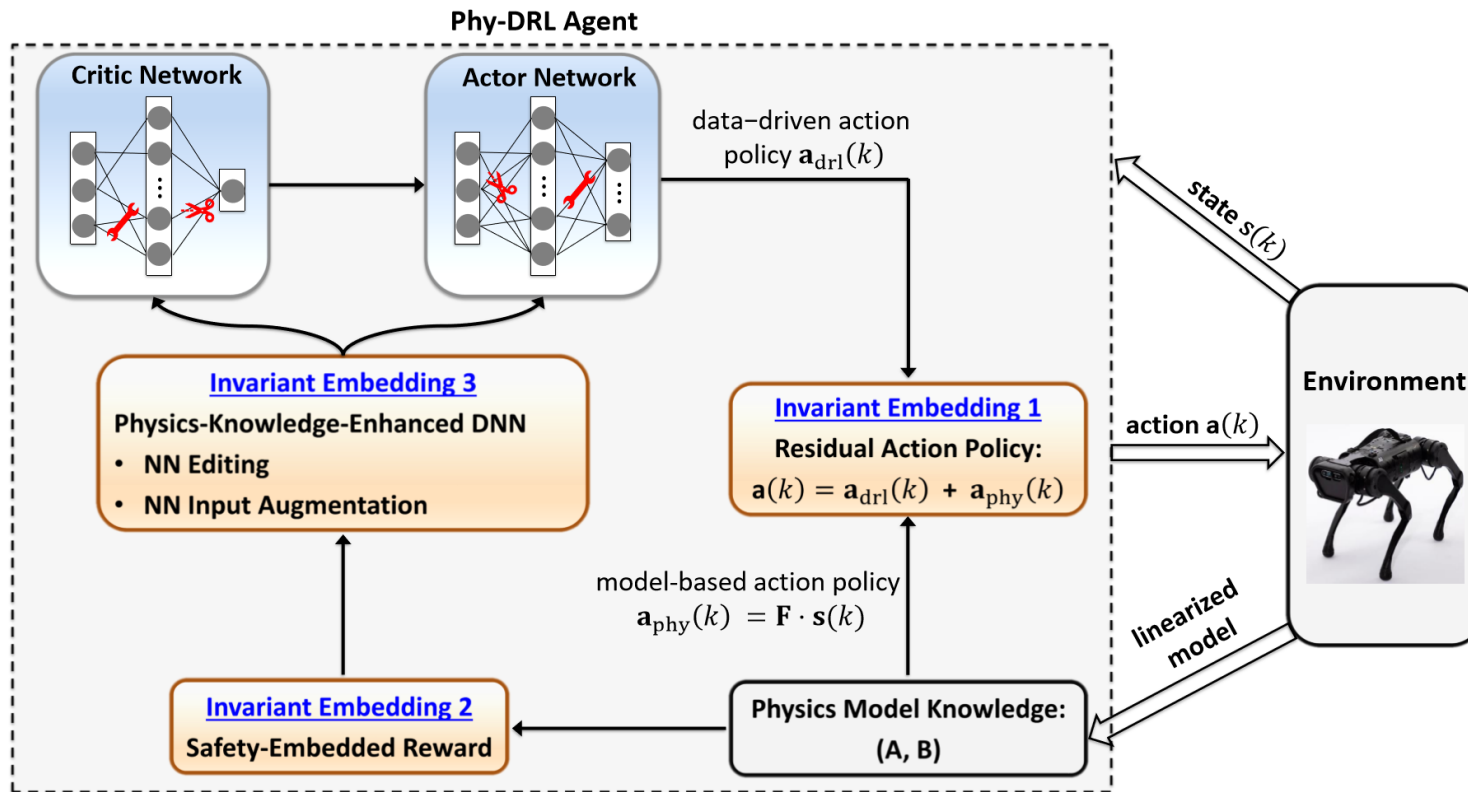 Phy-DRL Agent
Critic Network
Actor Network
data−driven action
policy a_drl(k)
state s(k)
Invariant Embedding 3
Physics-Knowledge-Enhanced DNN
• NN Editing
• NN Input Augmentation
Invariant Embedding 1
Residual Action Policy:
a(k) = a_drl(k) + a_phy(k)
action a(k)
Environment
model-based action policy
a_phy(k) = F · s(k)
linearized
model
Invariant Embedding 2
Safety-Embedded Reward
Physics Model Knowledge:
(A, B)